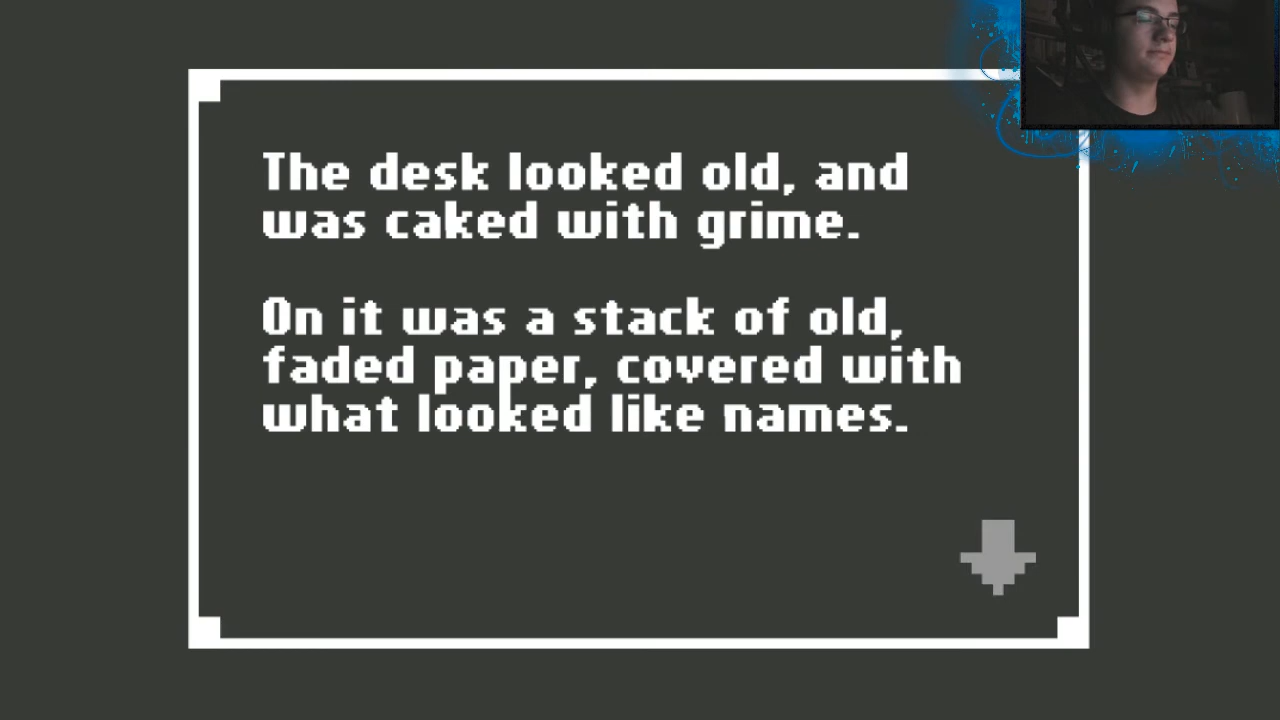 The desk looked old, and
was caked with grime.
On it was a stack of old,
faded paper, covered with
what looked like names.